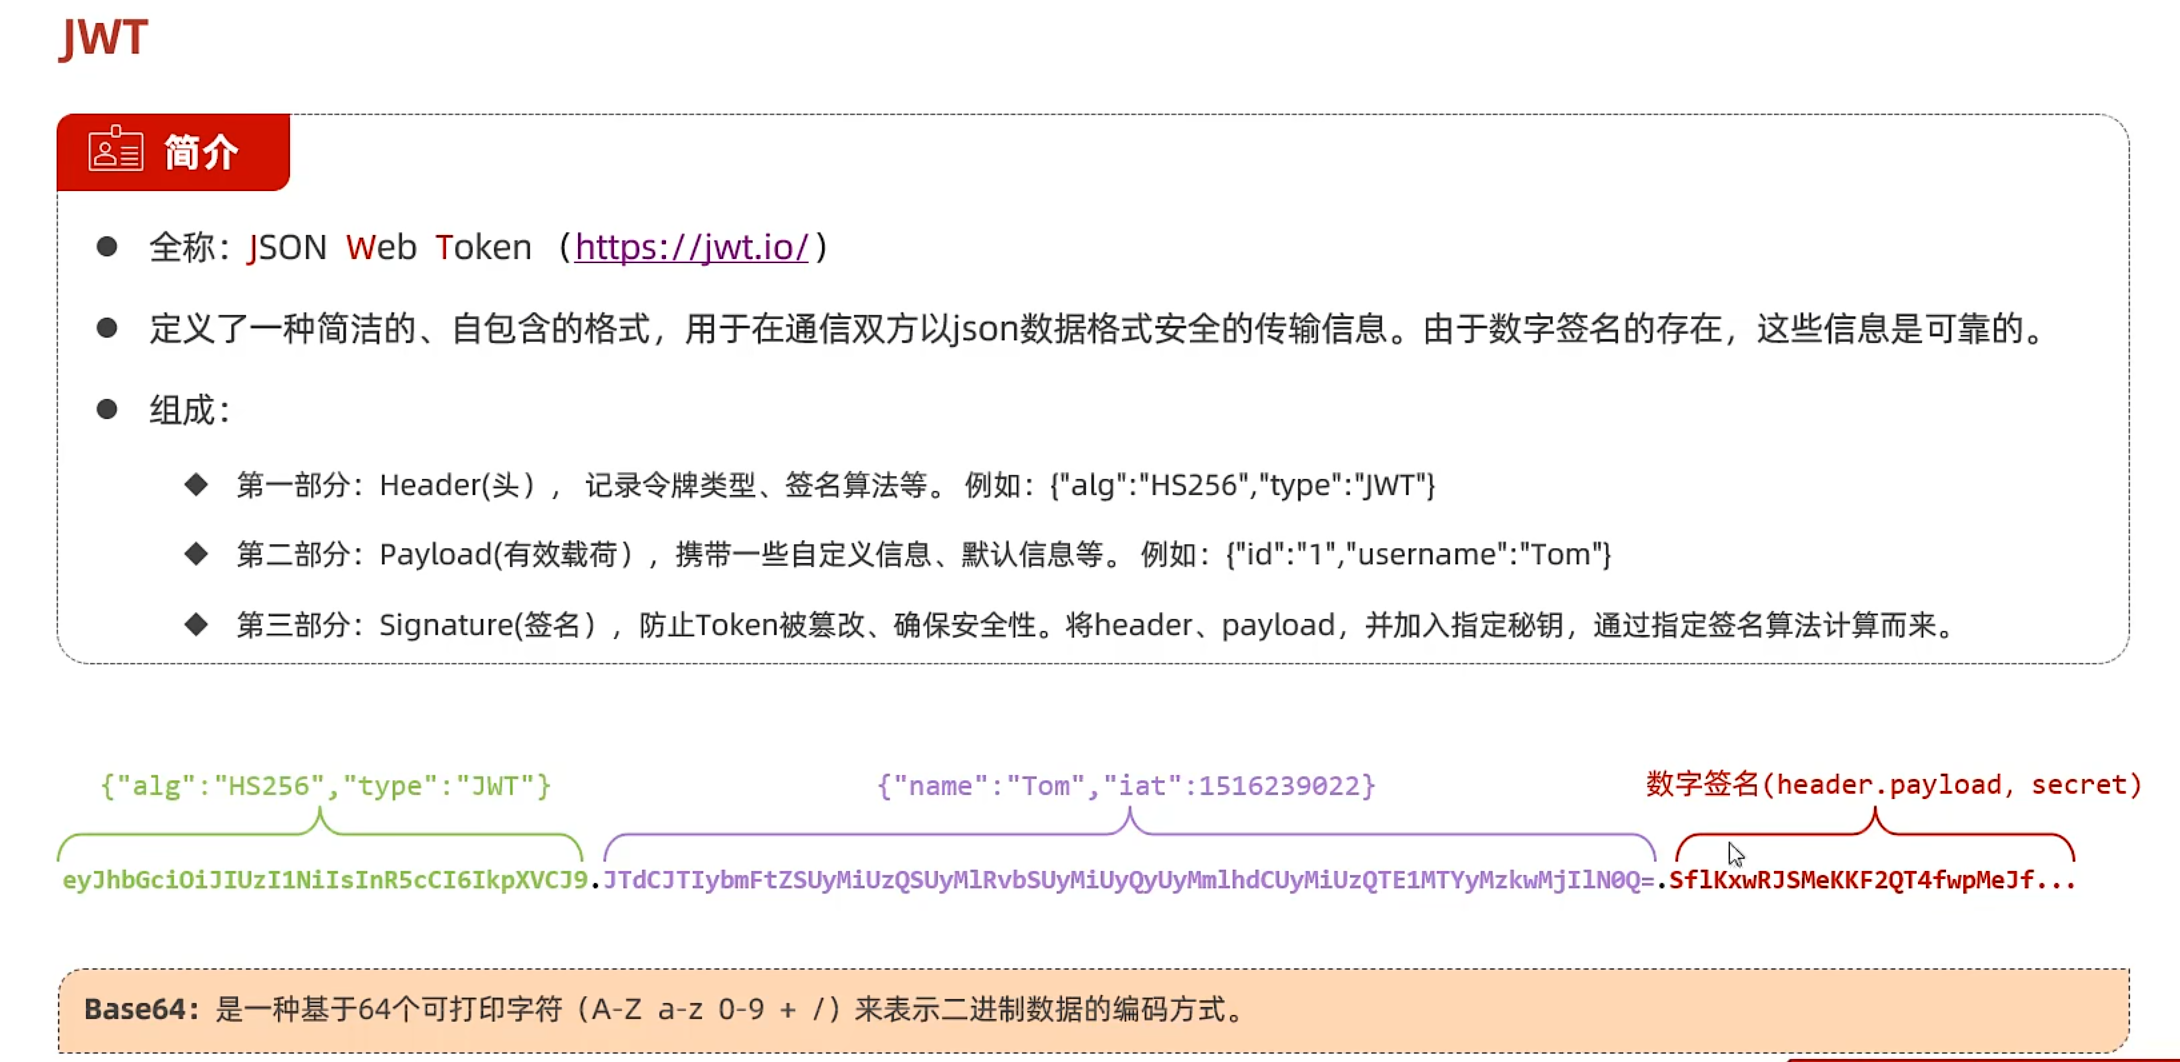 JWT
简介
全称：JSON Web Token （https://jwt.io/）
定义了一种简洁的、自包含的格式，用于在通信双方以json数据格式安全的传输信息。由于数字签名的存在，这些信息是可靠的。
组成：
第一部分：Header(头）， 记录令牌类型、签名算法等。 例如：{"alg":"HS256","type":"JWT"}
第二部分：Payload(有效载荷），携带一些自定义信息、默认信息等。 例如：{"id":"1","username":"Tom"}
第三部分：Signature(签名），防止Token被篡改、确保安全性。将header、payload，并加入指定秘钥，通过指定签名算法计算而来。
{"alg":"HS256","type":"JWT"} {"name":"Tom","iat":1516239022} 数字签名(header.payload, secret)
eyJhbGciOiJIUzI1NiIsInR5cCI6IkpXVCJ9.JTdCJTIybmFtZSUyMiUzQSUyMlRvbSUyMiUyQyUyMmlhdCUyMiUzQTE1MTYyMzkwMjIlN0Q=.SflKxwRJSMeKKF2QT4fwpMeJf...
Base64：是一种基于64个可打印字符（A-Z a-z 0-9 + /）来表示二进制数据的编码方式。